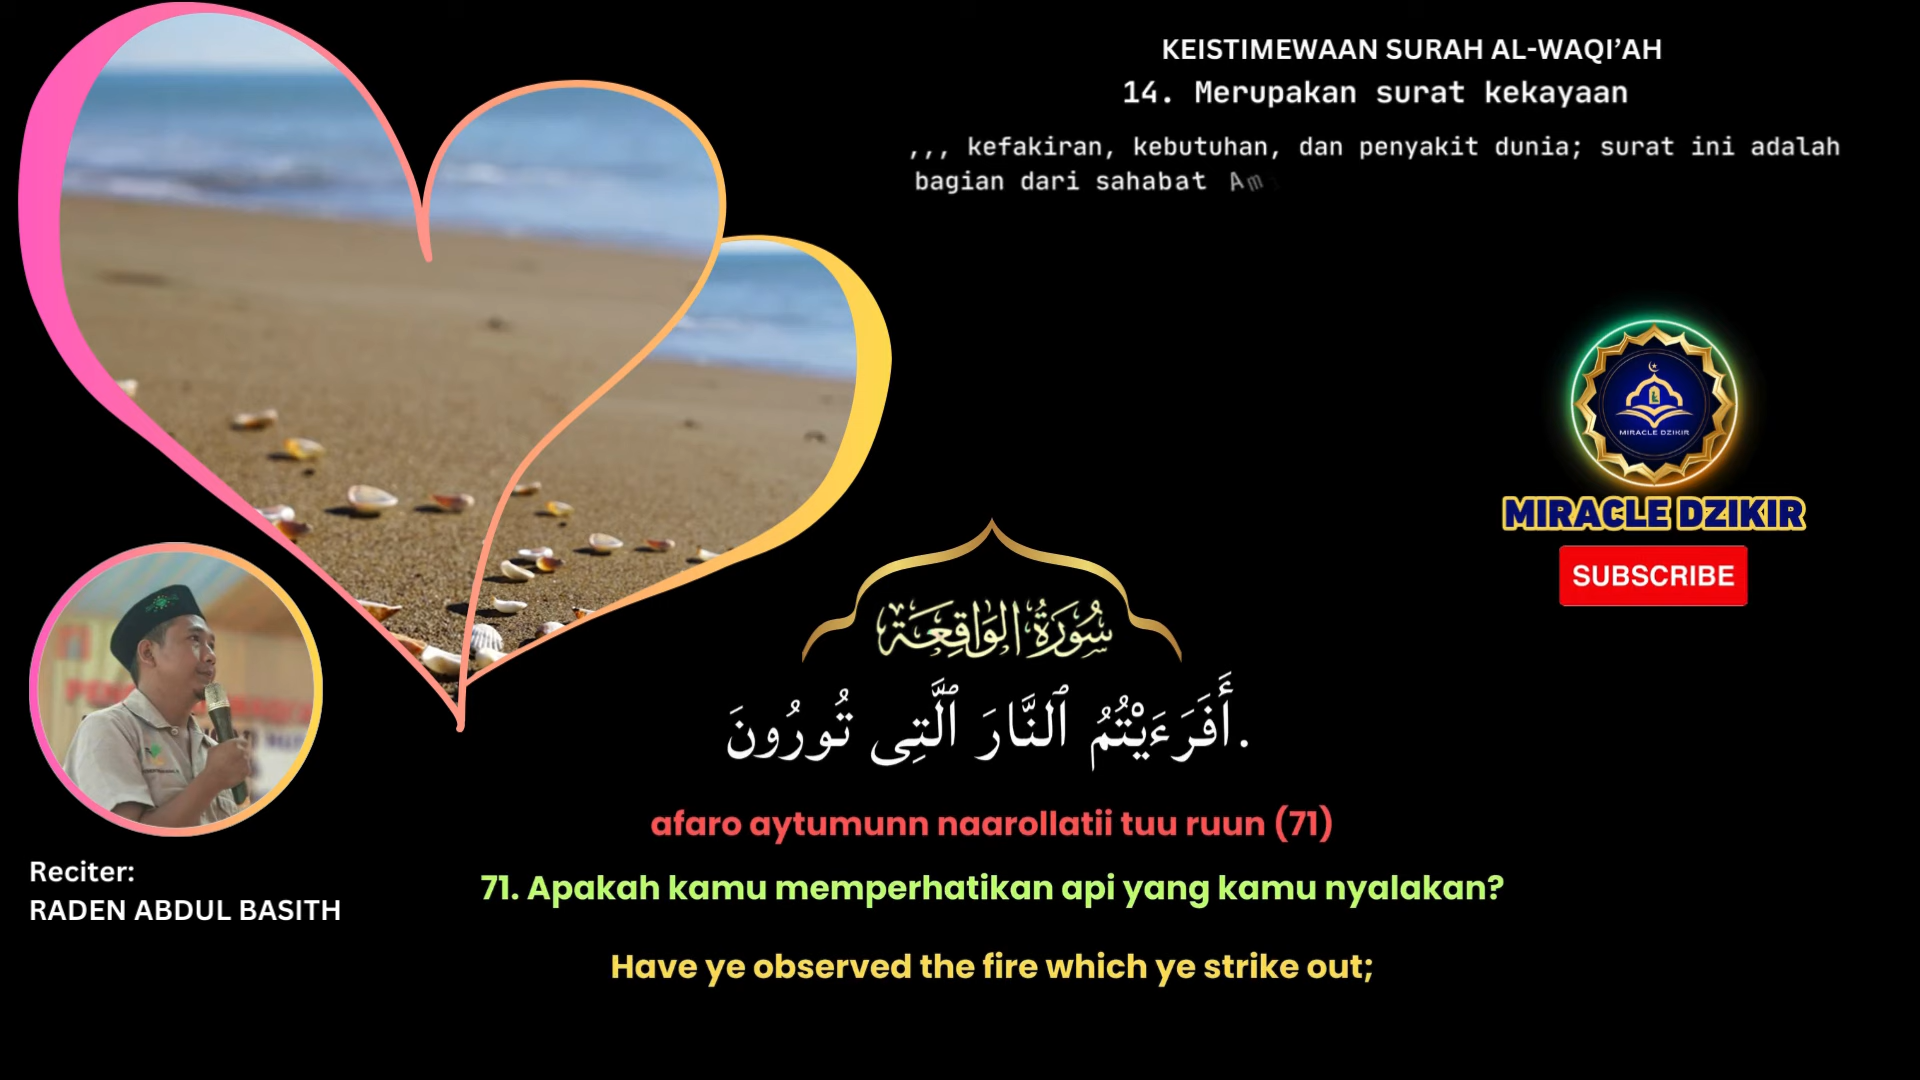 KEISTIMEWAAN SURAH AL-WAQI’AH
14. Merupakan surat kekayaan
,,, kefakiran, kebutuhan, dan penyakit dunia; surat ini adalah
bagian dari sahabat Am
MIRACLE DZIKIR
MIRACLE DZIKIR
SUBSCRIBE
سُورَةُ الوَاقِعَة
أَفَرَءَيْتُمُ ٱلنَّارَ ٱلَّتِى تُورُونَ.
afaro aytumunn naarollatii tuu ruun (71)
71. Apakah kamu memperhatikan api yang kamu nyalakan?
Have ye observed the fire which ye strike out;
Reciter:
RADEN ABDUL BASITH